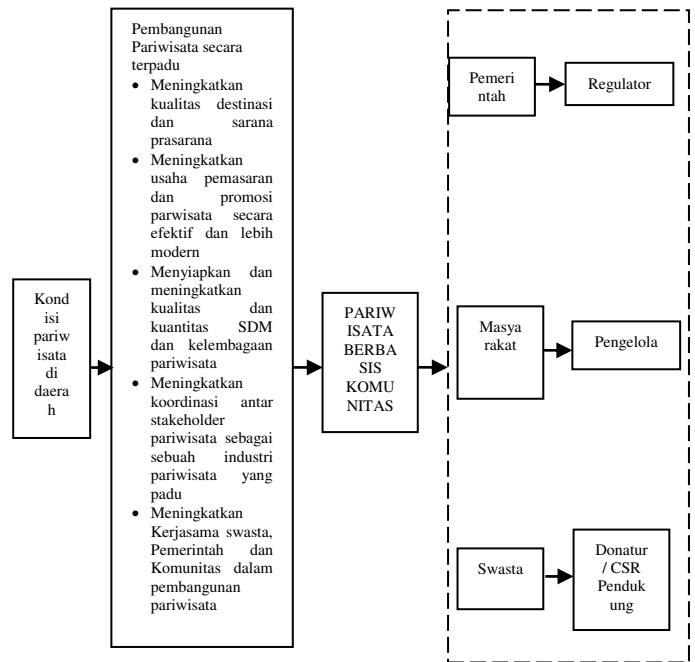 Kond
isi
pariw
isata
di
daera
h
Pembangunan
Pariwisata secara
terpadu
• Meningkatkan
kualitas destinasi
dan sarana
prasarana
• Meningkatkan
usaha pemasaran
dan promosi
parwisata secara
efektif dan lebih
modern
• Menyiapkan dan
meningkatkan
kualitas dan
kuantitas SDM
dan kelembagaan
pariwisata
• Meningkatkan
koordinasi antar
stakeholder
pariwisata sebagai
sebuah industri
pariwisata yang
padu
• Meningkatkan
Kerjasama swasta,
Pemerintah dan
Komunitas dalam
pembangunan
pariwisata
PARIW
ISATA
BERBA
SIS
KOMU
NITAS
Pemeri
ntah
Regulator
Masya
rakat
Pengelola
Swasta
Donatur
/ CSR
Penduk
ung